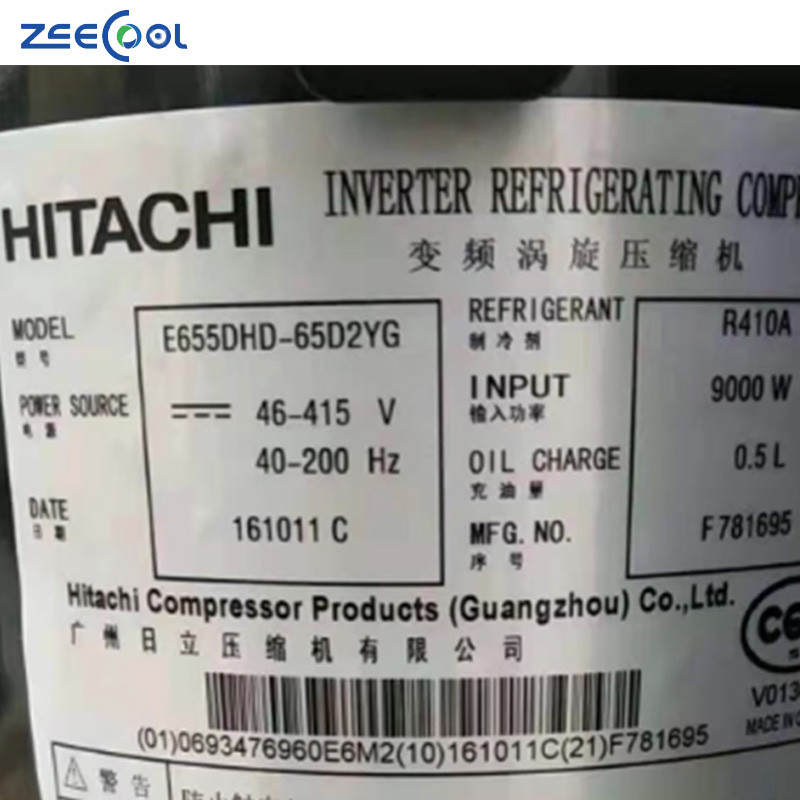 ZEECOOL
HITACHI
INVERTER REFRIGERATING
变频涡旋压缩机
MODEL E655DHD-65D2YG
型号
POWER SOURCE 46-415 V
电源
40-200 Hz
DATE 161011 C
日期
REFRIGERANT R410A
制冷剂
INPUT 9000 W
输入功率
OIL CHARGE 0.5 L
充油量
MFG. NO. F781695
序号
Hitachi Compressor Products (Guangzhou) Co.,Ltd.
广州日立压缩机有限公司
V013
MADE IN
(01)0693476960E6M2(10)161011C(21)F781695
警告